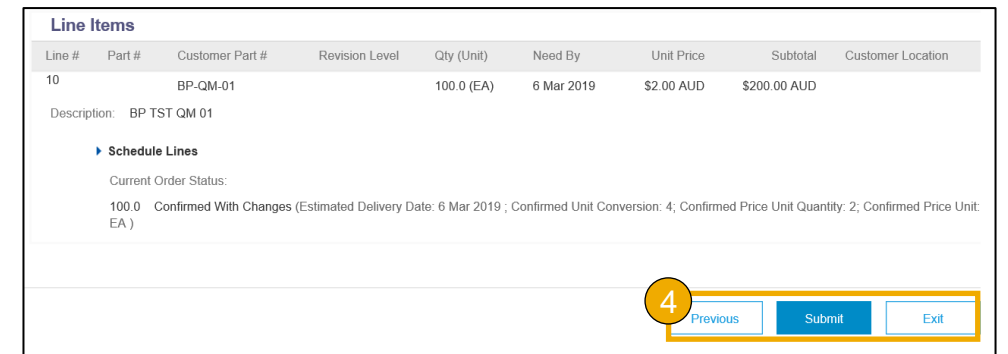 Line Items
Line # Part # Customer Part # Revision Level Qty (Unit) Need By Unit Price Subtotal Customer Location
10 BP-QM-01 100.0 (EA) 6 Mar 2019 $2.00 AUD $200.00 AUD
Description: BP TST QM 01
Schedule Lines
Current Order Status:
100.0 Confirmed With Changes (Estimated Delivery Date: 6 Mar 2019 ; Confirmed Unit Conversion: 4; Confirmed Price Unit Quantity: 2; Confirmed Price Unit:
EA )
4
Previous Submit Exit